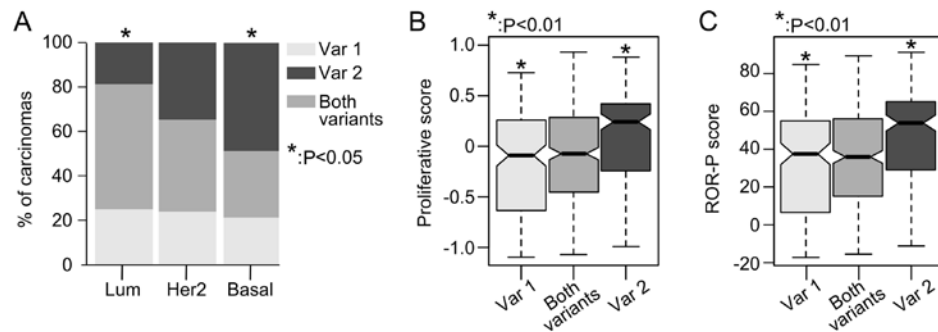 A
% of carcinomas
100
80
60
40
20
0
* *
Lum Her2 Basal
Var 1
Var 2
Both
variants
*:P<0.05
B
*:P<0.01
Proliferative score
1.0
0.5
0
-0.5
-1.0
* *
Var 1
Both
variants
Var 2
C
*:P<0.01
ROR-P score
80
60
40
20
0
-20
* *
Var 1
Both
variants
Var 2